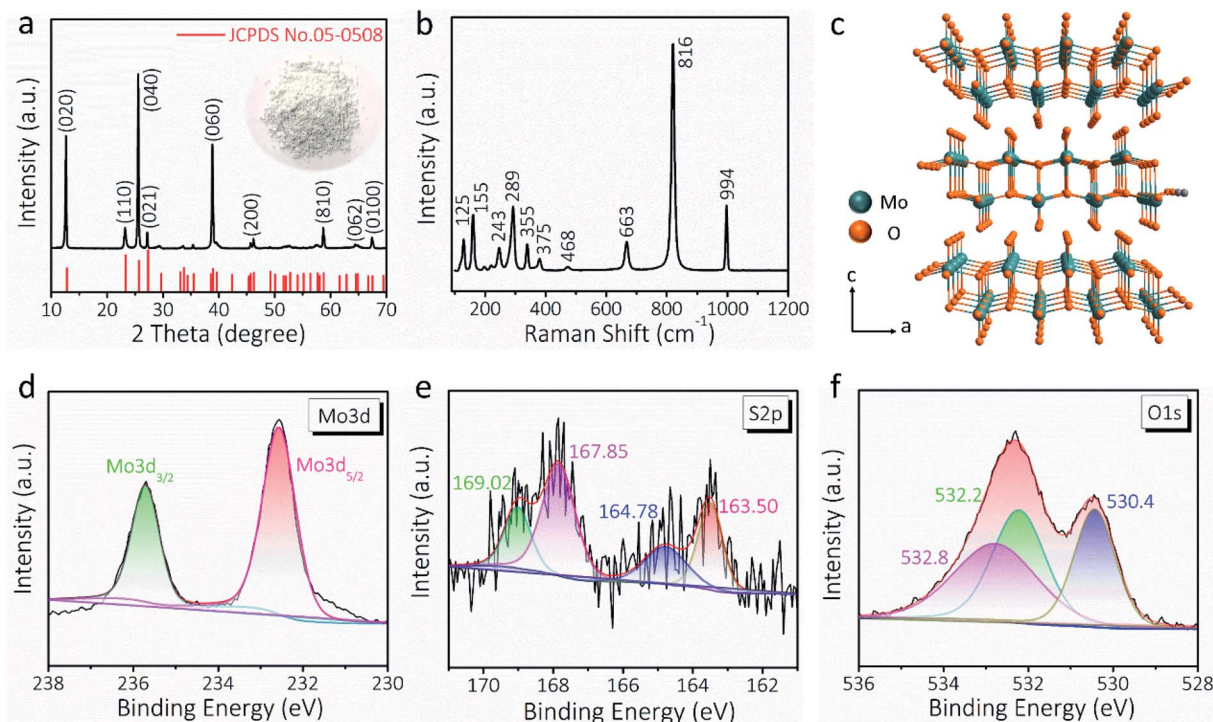 a
JCPDS No.05-0508
(020)
(110)
(040)
(021)
(060)
(200)
(810)
(062)
(0100)
Intensity (a.u.)
10 20 30 40 50 60 70
2 Theta (degree)
b
125
155
243
289
355
375
468
663
816
994
Intensity (a.u.)
200 400 600 800 1000 1200
Raman Shift (cm⁻¹)
c
Mo
O
c
a
d
Mo3d
Mo3d3/2
Mo3d5/2
Intensity (a.u.)
238 236 234 232 230
Binding Energy (eV)
e
S2p
169.02
167.85
164.78
163.50
Intensity (a.u.)
170 168 166 164 162
Binding Energy (eV)
f
O1s
532.2
530.4
532.8
Intensity (a.u.)
536 534 532 530 528
Binding Energy (eV)